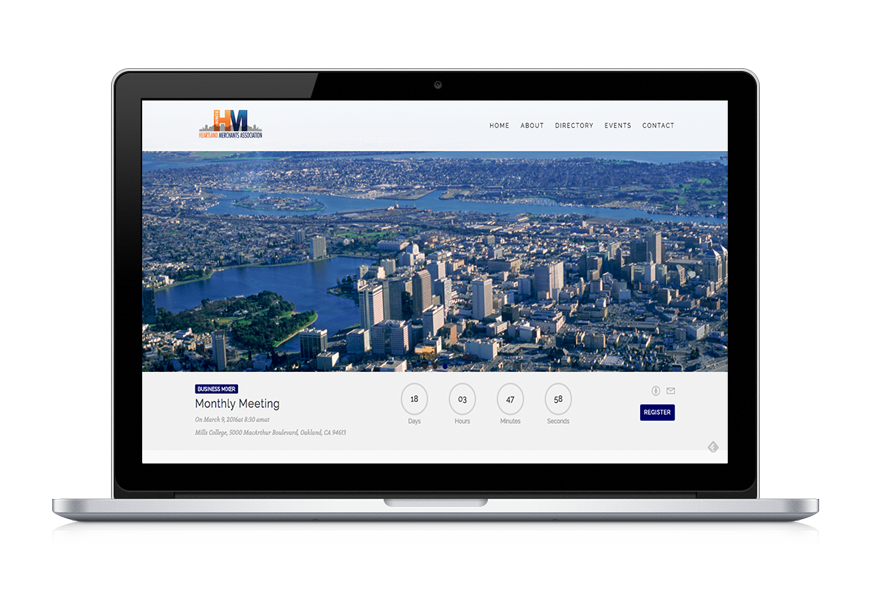 HM
HEARTLAND MERCHANTS ASSOCIATION
HOME ABOUT DIRECTORY EVENTS CONTACT
BUSINESS MIXER
Monthly Meeting
On March 9, 2016at 8:50 amat
Mills College, 5000 MacArthur Boulevard, Oakland, CA 94613
18 03 47 58
Days Hours Minutes Seconds
REGISTER